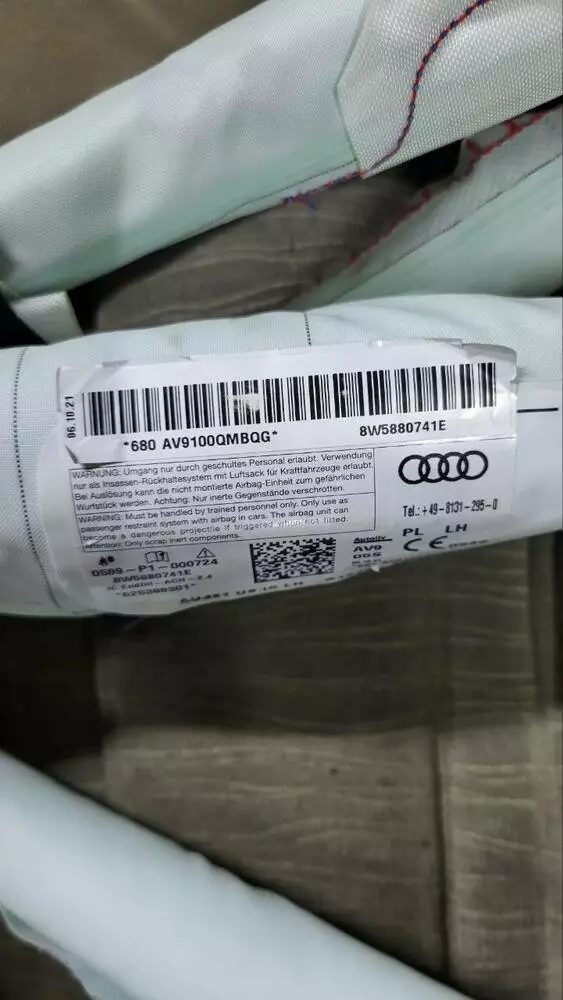 06.10.21
*680 AV9100QMBQG*
8W5880741E
WARNUNG: Umgang nur durch geschultes Personal erlaubt. Verwendung
nur als Insassen-Rückhaltesystem mit Luftsack für Kraftfahrzeuge erlaubt.
Bei Auslösung kann die nicht montierte Airbag-Einheit zum gefährlichen
Wurfstück werden. Achtung: Nur inerte Gegenstände verschrotten.
WARNING: Must be handled by trained personnel only. Only use as
passenger restraint system with airbag in cars. The airbag unit can
become a dangerous projectile if triggered when not fitted.
Attention: Only scrap inert components.
Tel.: +49-8131-295-0
PL LH
CE
0589-P1-000724
8W5880741E
Autoliv
AV9